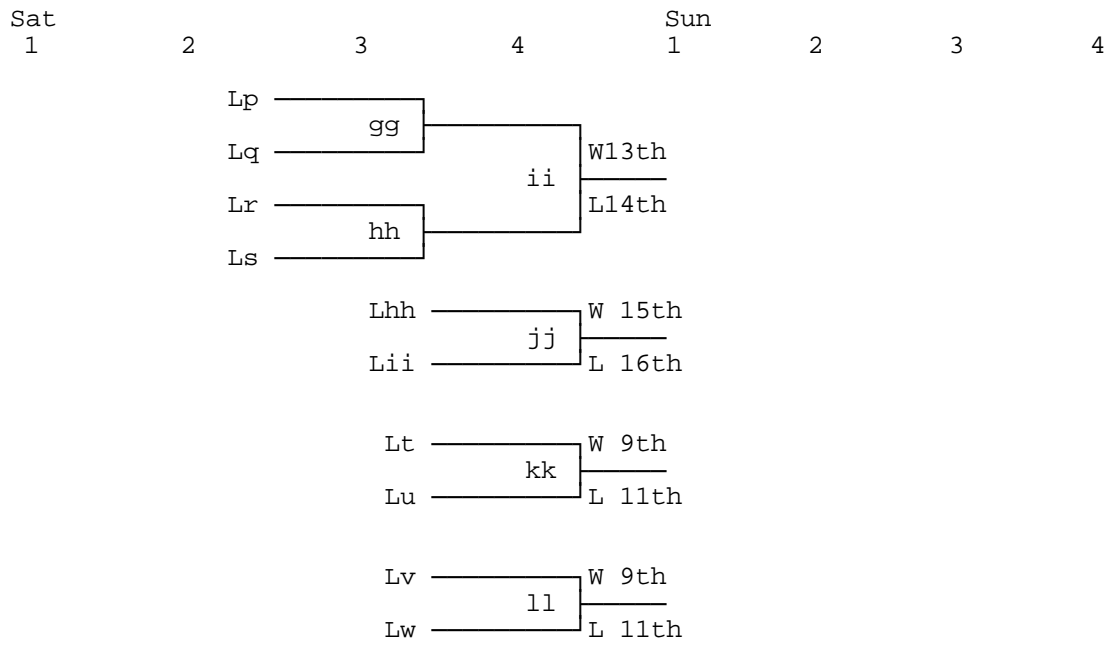 Sat Sun
1 2 3 4 1 2 3 4
Lp
gg
Lq W13th
ii
Lr L14th
hh
Ls
Lhh W 15th
jj
Lii L 16th
Lt W 9th
kk
Lu L 11th
Lv W 9th
ll
Lw L 11th